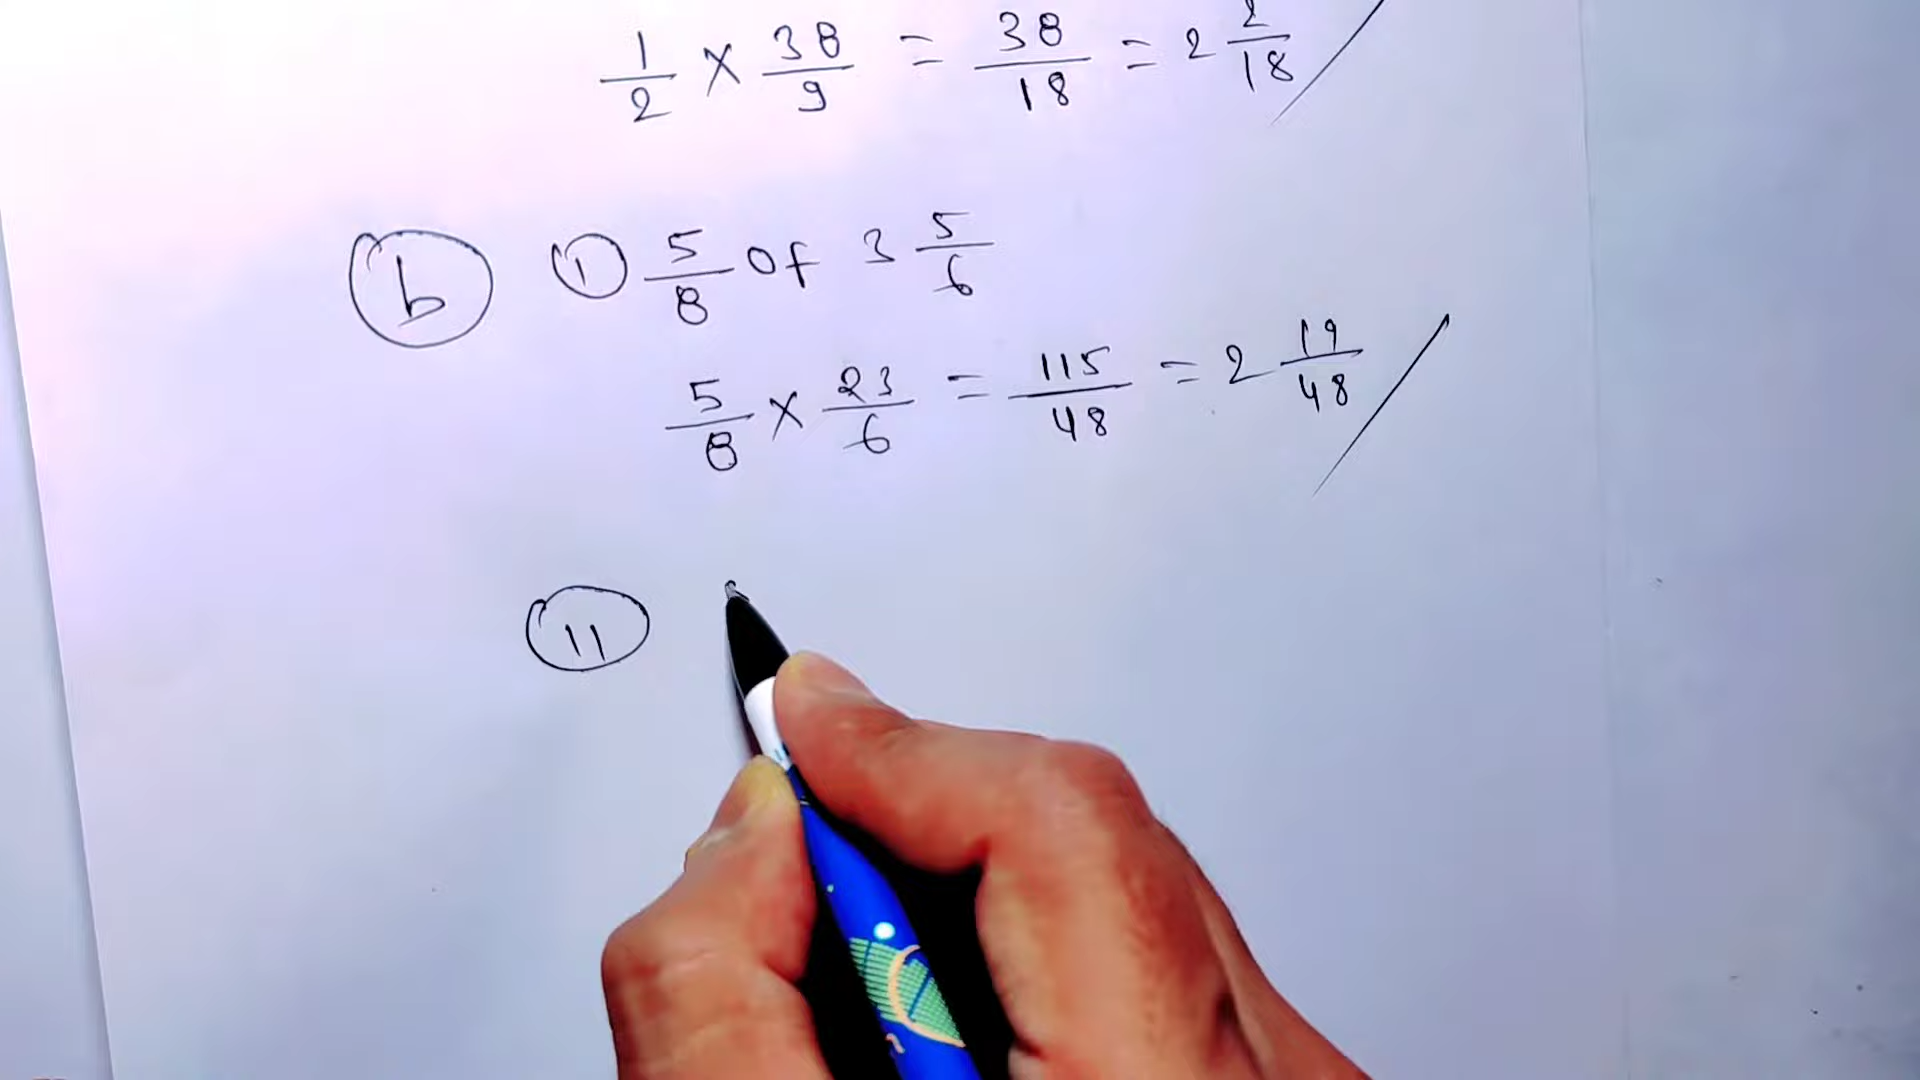 1/2 × 38/9 = 38/18 = 2 2/18
b i 5/8 of 3 5/6
5/8 × 23/6 = 115/48 = 2 19/48
ii